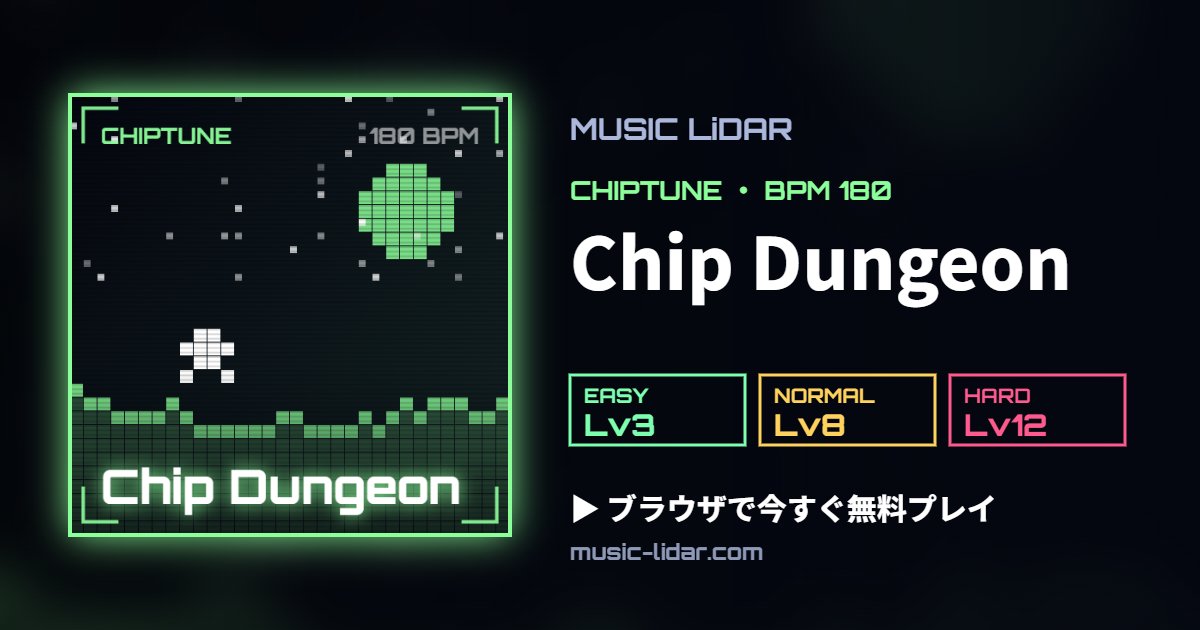 CHIPTUNE
180 BPM
Chip Dungeon
MUSIC LiDAR
CHIPTUNE • BPM 180
Chip Dungeon
EASY
Lv3
NORMAL
Lv8
HARD
Lv12
▶ ブラウザで今すぐ無料プレイ
music-lidar.com